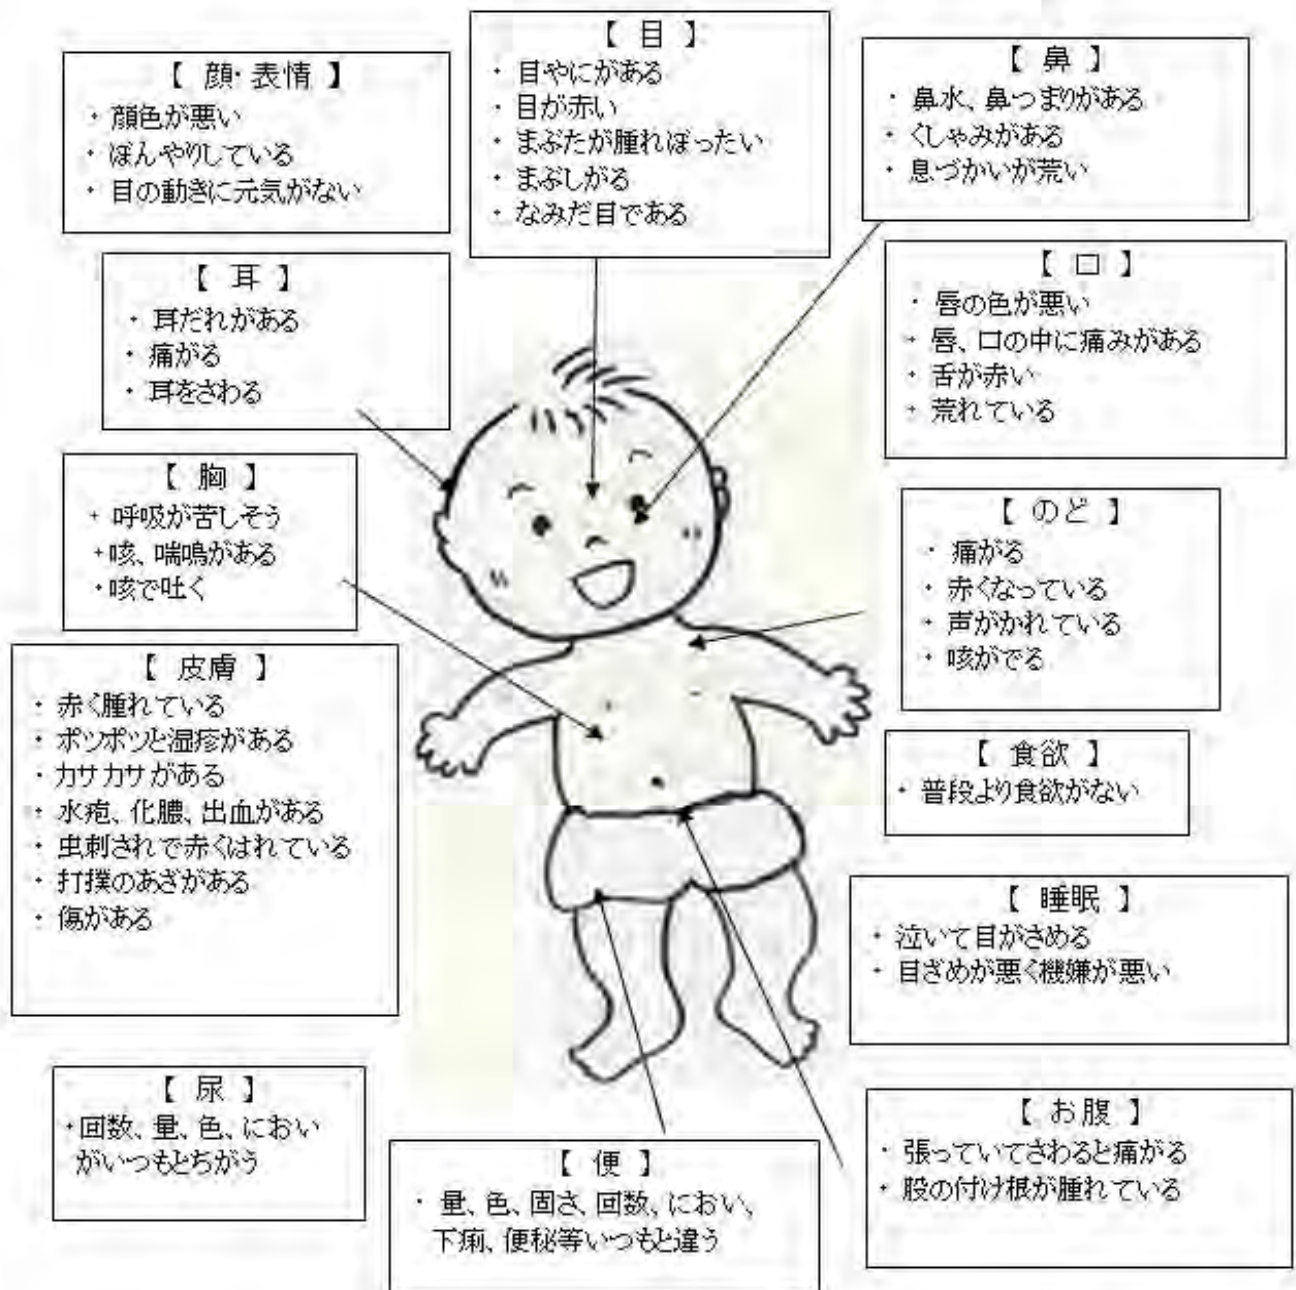 【 顔・表情 】
・ 顔色が悪い
・ ぼんやりしている
・ 目の動きに元気がない
【 目 】
・ 目やにがある
・ 目が赤い
・ まぶたが腫れぼったい
・ まぶしがる
・ なみだ目である
【 鼻 】
・ 鼻水、鼻つまりがある
・ くしゃみがある
・ 息づかいが荒い
【 耳 】
・ 耳だれがある
・ 痛がる
・ 耳をさわる
【 口 】
・ 唇の色が悪い
・ 唇、口の中に痛みがある
・ 舌が赤い
・ 荒れている
【 胸 】
・ 呼吸が苦しそう
・咳、喘鳴がある
・咳で吐く
【 のど 】
・ 痛がる
・ 赤くなっている
・ 声がかれている
・ 咳がでる
【 皮膚 】
・ 赤く腫れている
・ ポツポツと湿疹がある
・ カサカサがある
・ 水疱、化膿、出血がある
・ 虫刺されで赤くはれている
・ 打撲のあざがある
・ 傷がある
【 食欲 】
・ 普段より食欲がない
【 睡眠 】
・ 泣いて目がさめる
・ 目ざめが悪く機嫌が悪い
【 尿 】
・回数、量、色、におい
がいつもとちがう
【 便 】
・ 量、色、固さ、回数、におい、
下痢、便秘等いつもと違う
【 お腹 】
・ 張っていてさわると痛がる
・ 股の付け根が腫れている